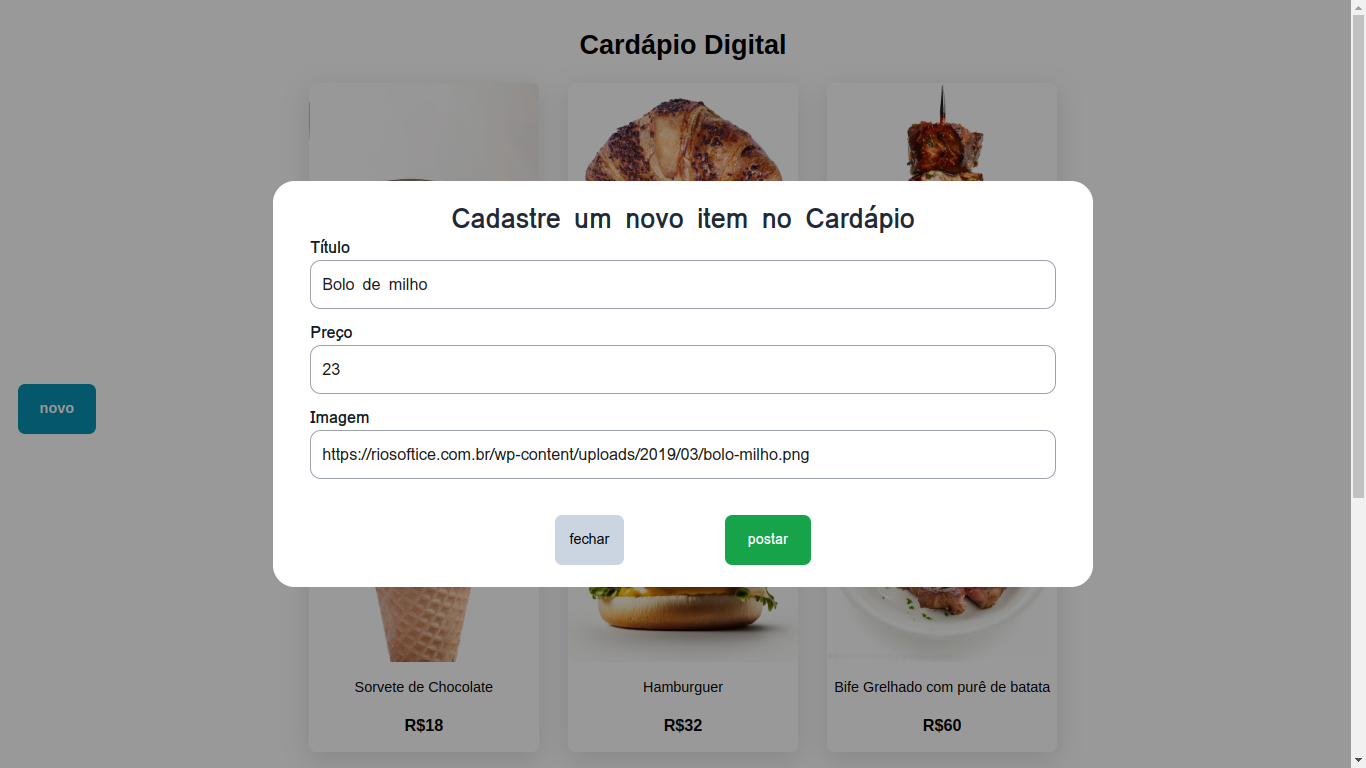 Cardápio Digital
Cadastre um novo item no Cardápio
Título
Bolo de milho
Preço
23
novo
Imagem
https://riosoftice.com.br/wp-content/uploads/2019/03/bolo-milho.png
fechar
postar
Sorvete de Chocolate
Hamburguer
Bife Grelhado com purê de batata
R$18
R$32
R$60